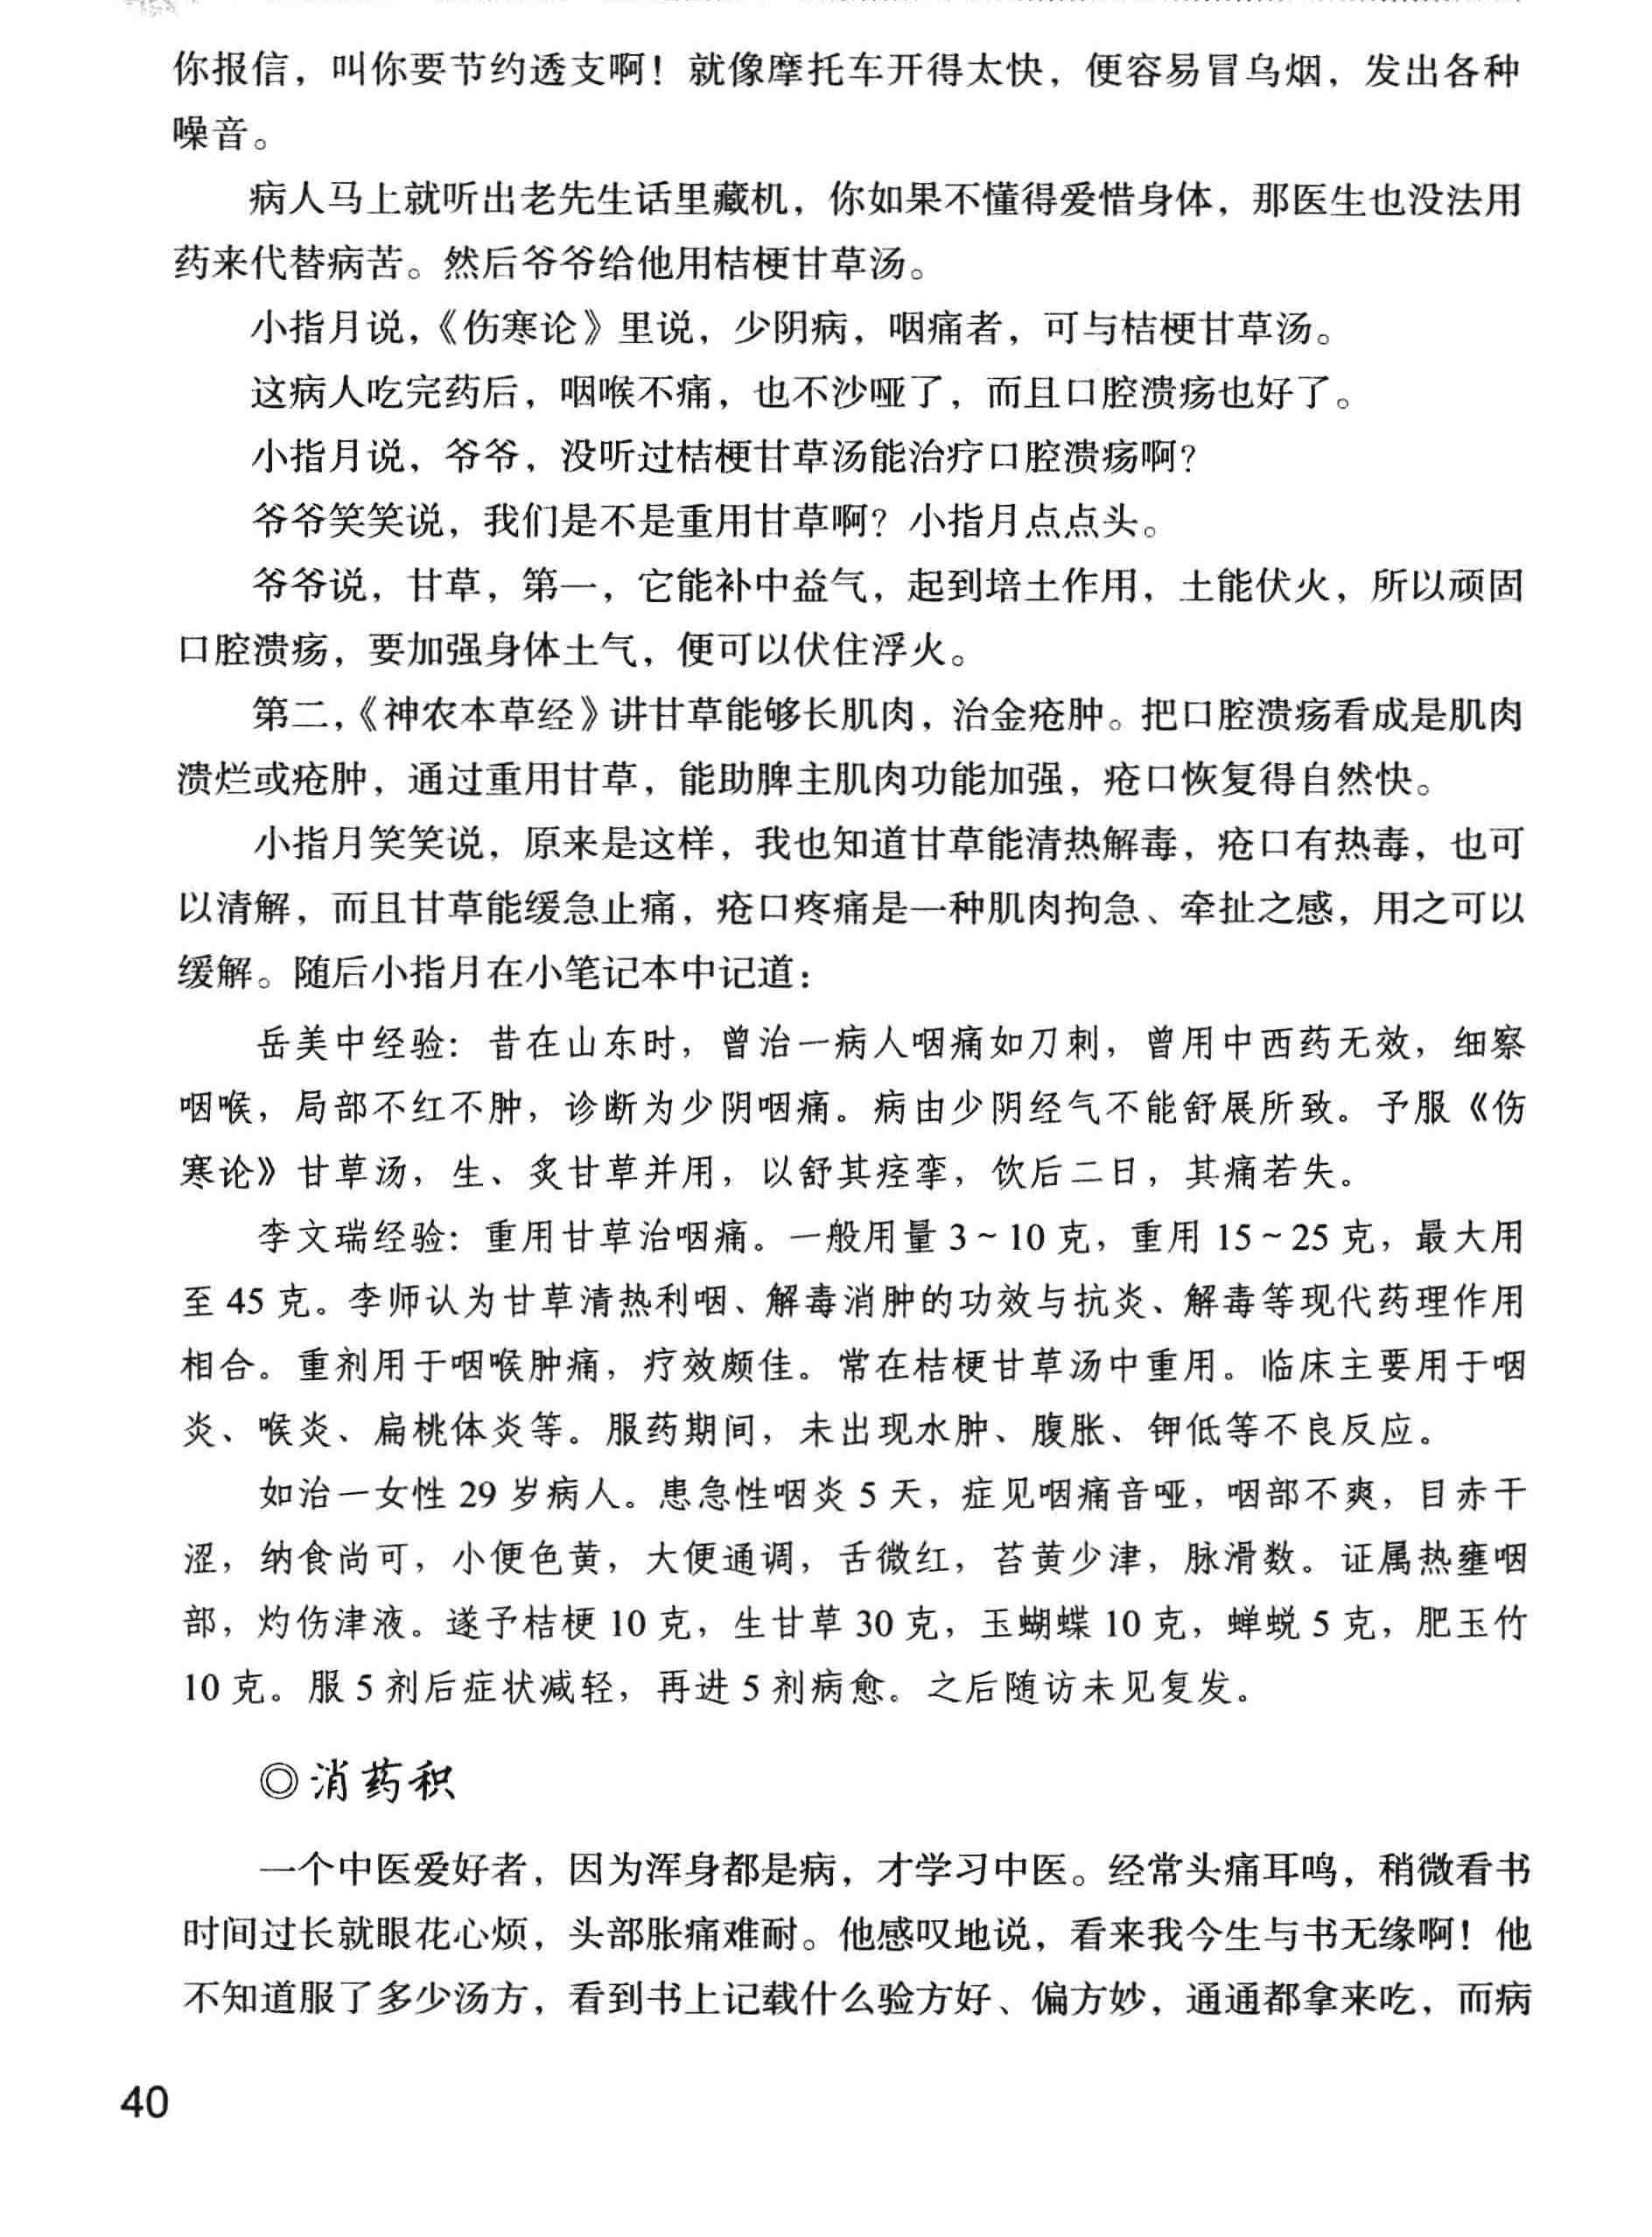 你报信，叫你要节约透支啊！就像摩托车开得太快，便容易冒乌烟，发出各种
噪音。
病人马上就听出老先生话里藏机，你如果不懂得爱惜身体，那医生也没法用
药来代替病苦。然后爷爷给他用桔梗甘草汤。
小指月说，《伤寒论》里说，少阴病，咽痛者，可与桔梗甘草汤。
这病人吃完药后，咽喉不痛，也不沙哑了，而且口腔溃疡也好了。
小指月说，爷爷，没听过桔梗甘草汤能治疗口腔溃疡啊？
爷爷笑笑说，我们是不是重用甘草啊？小指月点点头。
爷爷说，甘草，第一，它能补中益气，起到培土作用，土能伏火，所以顽固
口腔溃疡，要加强身体土气，便可以伏住浮火。
第二，《神农本草经》讲甘草能够长肌肉，治金疮肿。把口腔溃疡看成是肌肉
溃烂或疮肿，通过重用甘草，能助脾主肌肉功能加强，疮口恢复得自然快。
小指月笑笑说，原来是这样，我也知道甘草能清热解毒，疮口有热毒，也可
以清解，而且甘草能缓急止痛，疮口疼痛是一种肌肉拘急、牵扯之感，用之可以
缓解。随后小指月在小笔记本中记道：
岳美中经验：昔在山东时，曾治一病人咽痛如刀刺，曾用中西药无效，细察
咽喉，局部不红不肿，诊断为少阴咽痛。病由少阴经气不能舒展所致。予服《伤
寒论》甘草汤，生、炙甘草并用，以舒其痉挛，饮后二日，其痛若失。
李文瑞经验：重用甘草治咽痛。一般用量 3～10 克，重用 15～25 克，最大用
至 45 克。李师认为甘草清热利咽、解毒消肿的功效与抗炎、解毒等现代药理作用
相合。重剂用于咽喉肿痛，疗效颇佳。常在桔梗甘草汤中重用。临床主要用于咽
炎、喉炎、扁桃体炎等。服药期间，未出现水肿、腹胀、钾低等不良反应。
如治一女性 29 岁病人。患急性咽炎 5 天，症见咽痛音哑，咽部不爽，目赤干
涩，纳食尚可，小便色黄，大便通调，舌微红，苔黄少津，脉滑数。证属热壅咽
部，灼伤津液。遂予桔梗 10 克，生甘草 30 克，玉蝴蝶 10 克，蝉蜕 5 克，肥玉竹
10 克。服 5 剂后症状减轻，再进 5 剂病愈。之后随访未见复发。
◎消药积
一个中医爱好者，因为浑身都是病，才学习中医。经常头痛耳鸣，稍微看书
时间过长就眼花心烦，头部胀痛难耐。他感叹地说，看来我今生与书无缘啊！他
不知道服了多少汤方，看到书上记载什么验方好、偏方妙，通通都拿来吃，而病
40